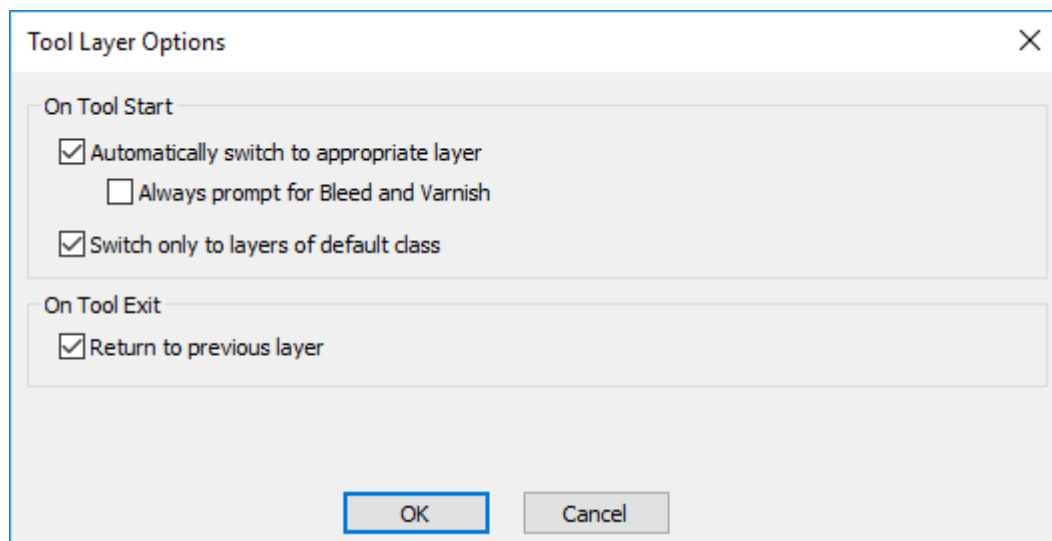 Tool Layer Options
On Tool Start
Automatically switch to appropriate layer
Always prompt for Bleed and Varnish
Switch only to layers of default class
On Tool Exit
Return to previous layer
OK Cancel